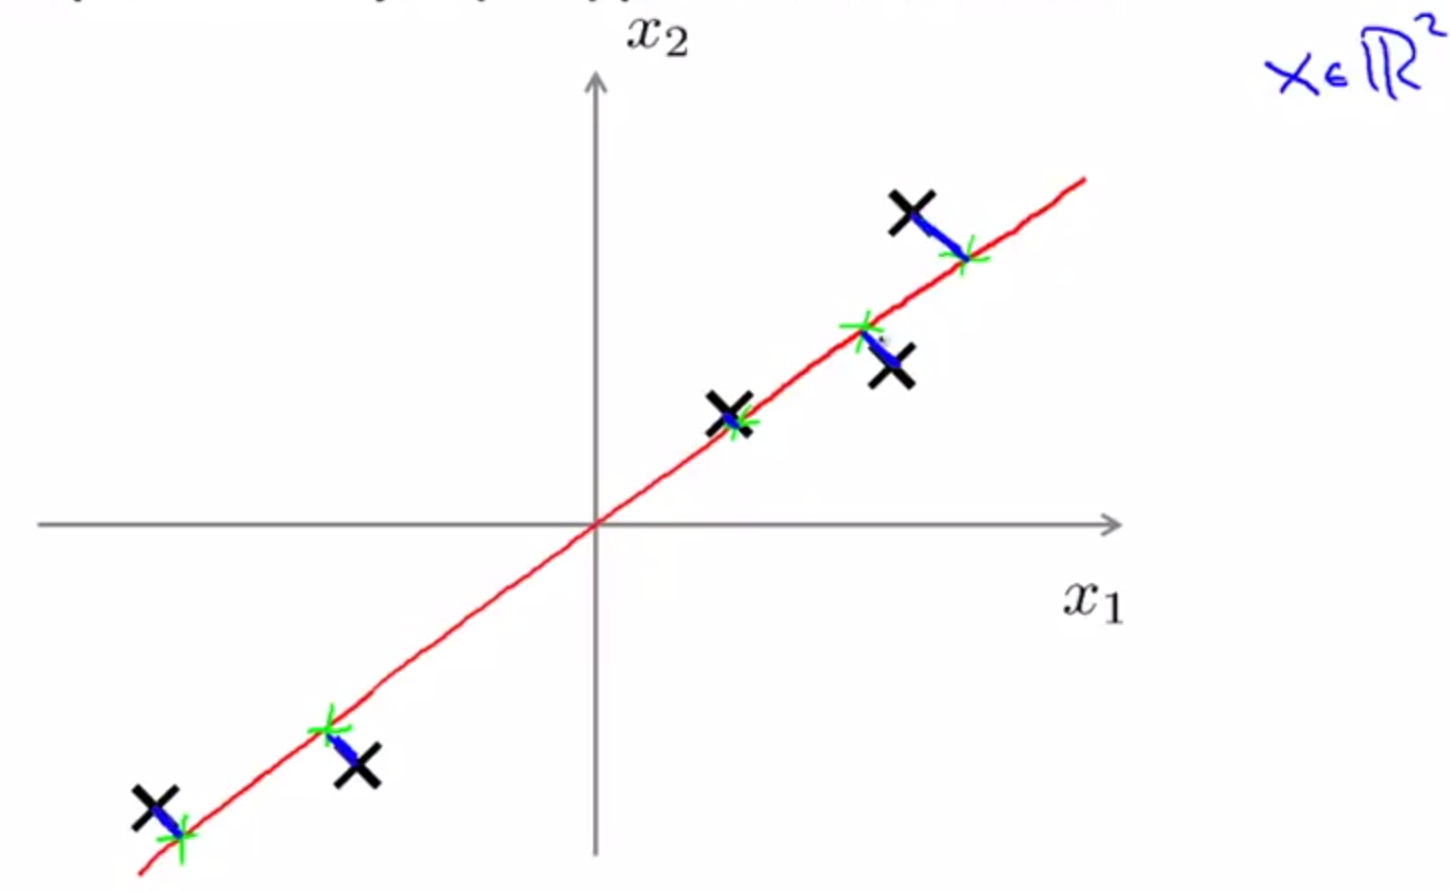 x₂
x ∈ ℝ²
x₁